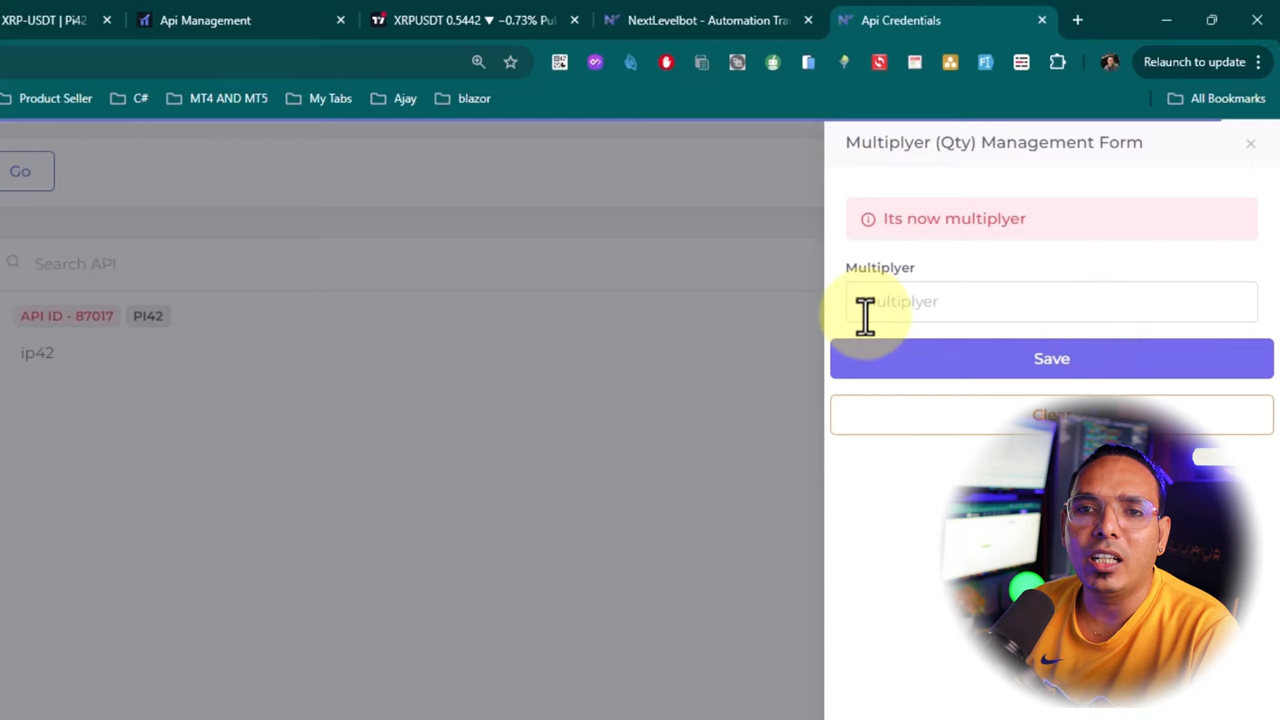 XRP-USDT | Pi42
Api Management
XRPUSDT 0.5442 ▼ −0.73% Pu
NextLevelbot - Automation Tra
Api Credentials
Relaunch to update
Product Seller
C#
MT4 AND MT5
My Tabs
Ajay
blazor
All Bookmarks
Multiplyer (Qty) Management Form
Go
Its now multiplyer
Search API
Multiplyer
multiplyer
API ID - 87017
PI42
ip42
Save
Clear